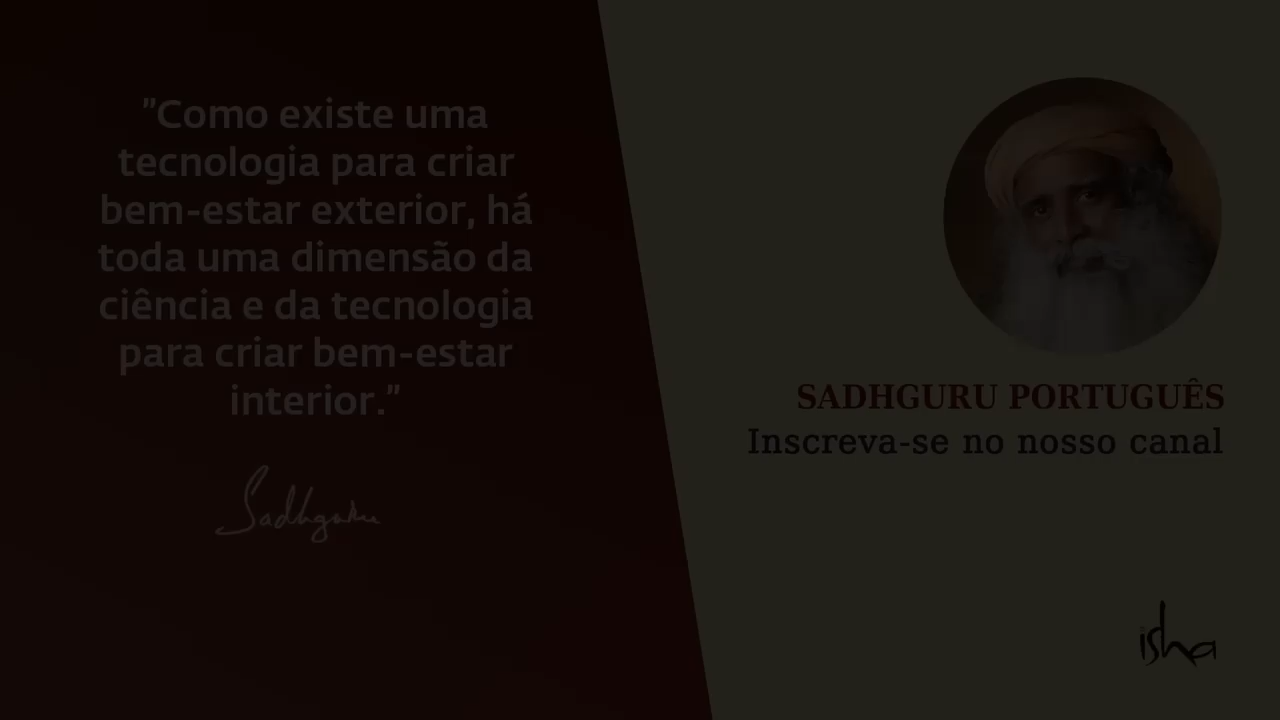 "Como existe uma
tecnologia para criar
bem-estar exterior, há
toda uma dimensão da
ciência e da tecnologia
para criar bem-estar
interior."
Sadhguru
SADHGURU PORTUGUÊS
Inscreva-se no nosso canal
isha